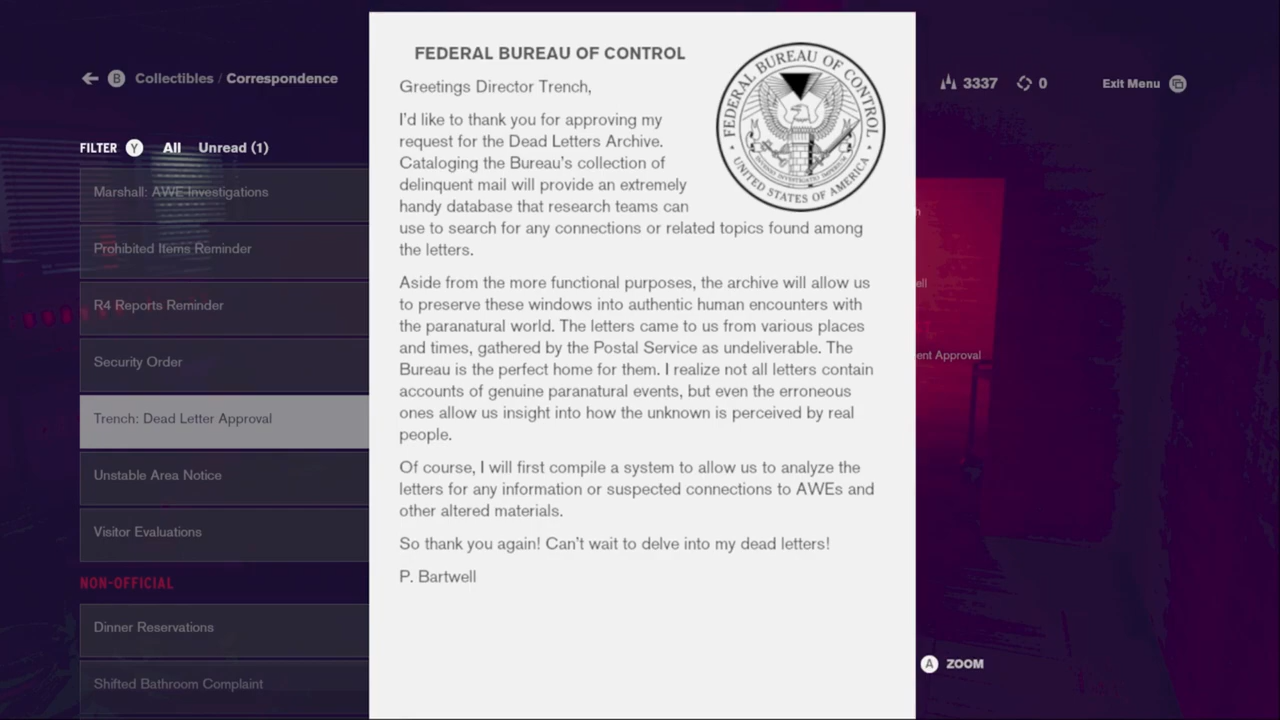 B Collectibles / Correspondence
3337
0
Exit Menu
FILTER Y All Unread (1)
Marshall: AWE Investigations
Prohibited Items Reminder
R4 Reports Reminder
Security Order
Trench: Dead Letter Approval
Unstable Area Notice
Visitor Evaluations
NON-OFFICIAL
Dinner Reservations
Shifted Bathroom Complaint
FEDERAL BUREAU OF CONTROL
FEDERAL BUREAU OF CONTROL
UNITED STATES OF AMERICA
Greetings Director Trench,
I'd like to thank you for approving my
request for the Dead Letters Archive.
Cataloging the Bureau's collection of
delinquent mail will provide an extremely
handy database that research teams can
use to search for any connections or related topics found among
the letters.
Aside from the more functional purposes, the archive will allow us
to preserve these windows into authentic human encounters with
the paranatural world. The letters came to us from various places
and times, gathered by the Postal Service as undeliverable. The
Bureau is the perfect home for them. I realize not all letters contain
accounts of genuine paranatural events, but even the erroneous
ones allow us insight into how the unknown is perceived by real
people.
Of course, I will first compile a system to allow us to analyze the
letters for any information or suspected connections to AWEs and
other altered materials.
So thank you again! Can't wait to delve into my dead letters!
P. Bartwell
h
ell
ent Approval
A ZOOM